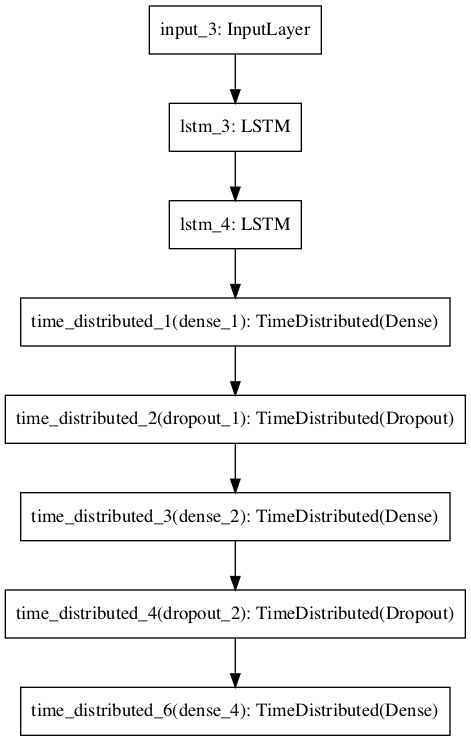 input_3: InputLayer
lstm_3: LSTM
lstm_4: LSTM
time_distributed_1(dense_1): TimeDistributed(Dense)
time_distributed_2(dropout_1): TimeDistributed(Dropout)
time_distributed_3(dense_2): TimeDistributed(Dense)
time_distributed_4(dropout_2): TimeDistributed(Dropout)
time_distributed_6(dense_4): TimeDistributed(Dense)